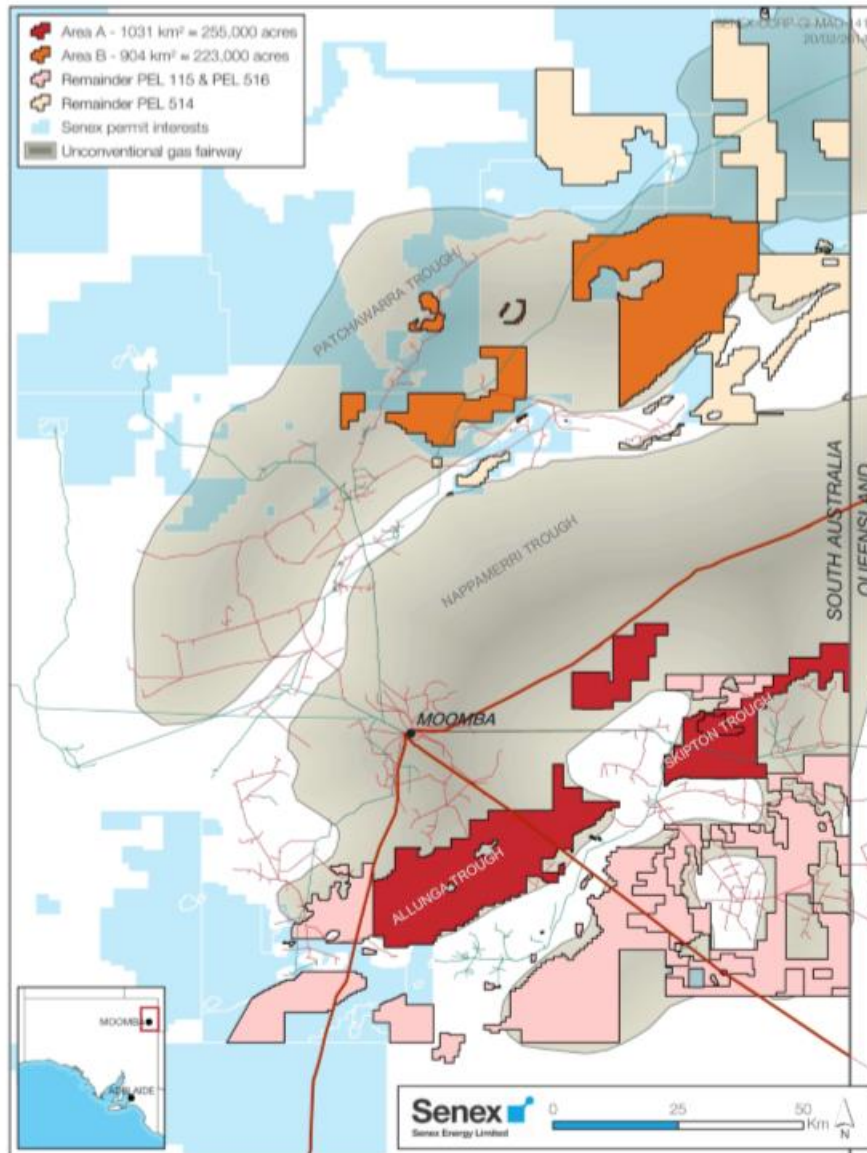 Area A - 1031 km² = 255,000 acres
Area B - 904 km² = 223,000 acres
Remainder PEL 115 & PEL 516
Remainder PEL 514
Senex permit interests
Unconventional gas fairway
PATCHAWARRA TROUGH
NAPPAMERRI TROUGH
SOUTH AUSTRALIA
QUEENSLAND
MOOMBA
SKIPTON TROUGH
ALLUNGA TROUGH
MOOMBA
ADELAIDE
Senex
Senex Energy Limited
0 25 50
Km
N